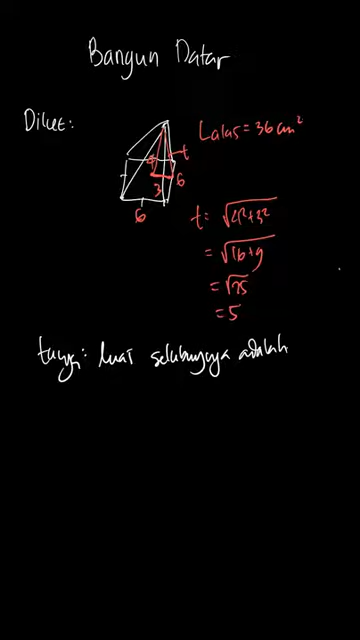 Bangun Datar
Diket:
L alas = 36 cm²
t
4
3
6
6
t = √4²+3²
= √16+9
= √25
= 5
tanya: luas selubungnya adalah